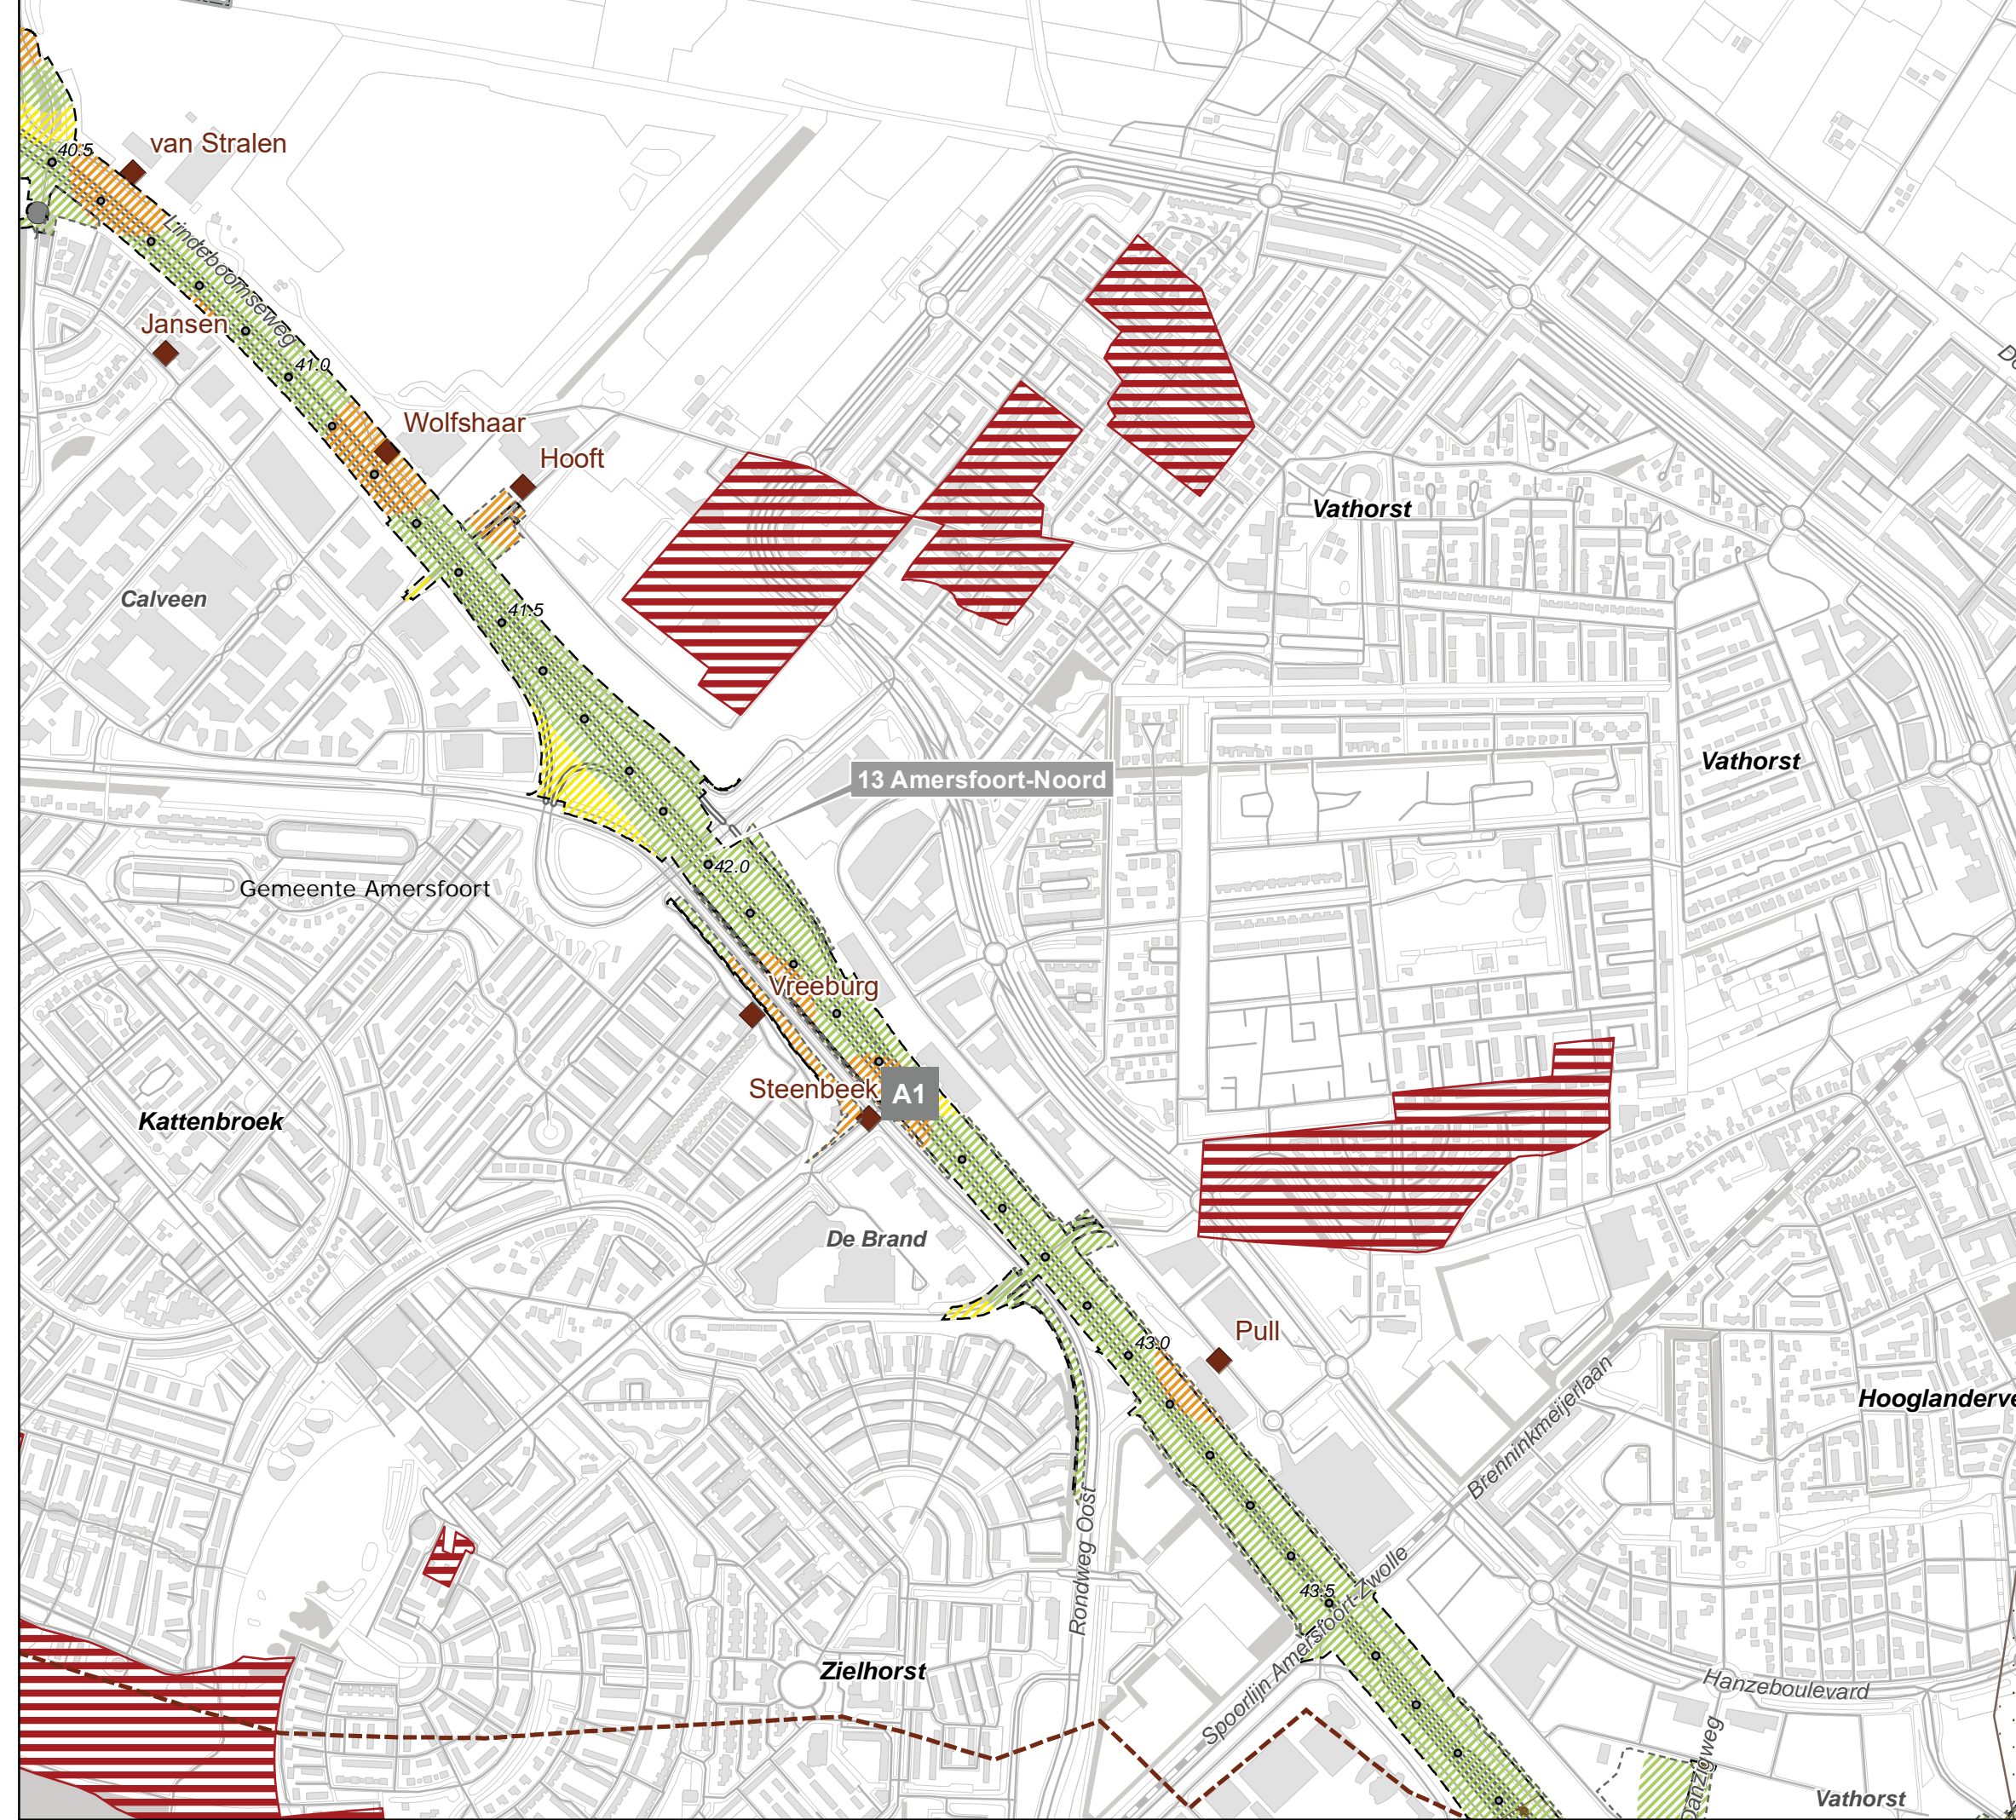 van Stralen
40.5
Lindeboomseweg
Jansen
41.0
Wolfshaar
Hooft
Vathorst
Calveen
41.5
Vathorst
13 Amersfoort-Noord
42.0
Gemeente Amersfoort
Vreeburg
Steenbeek
A1
Kattenbroek
De Brand
Pull
43.0
Hooglanderve
Brenninkmeijerlaan
Rondweg Oost
43.5
Spoorlijn Amersfoort-Zwolle
Zielhorst
Hanzeboulevard
Danzigweg
Vathorst